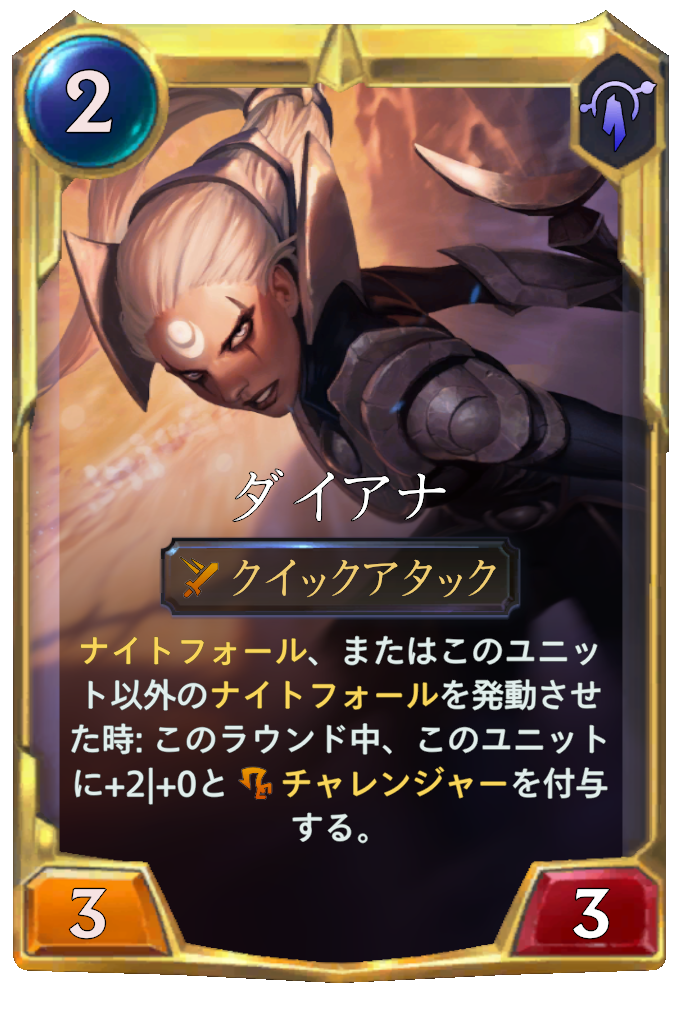 2
ダイアナ
クイックアタック
ナイトフォール、またはこのユニッ
ト以外のナイトフォールを発動させ
た時: このラウンド中、このユニット
に+2|+0と チャレンジャーを付与
する。
3
3